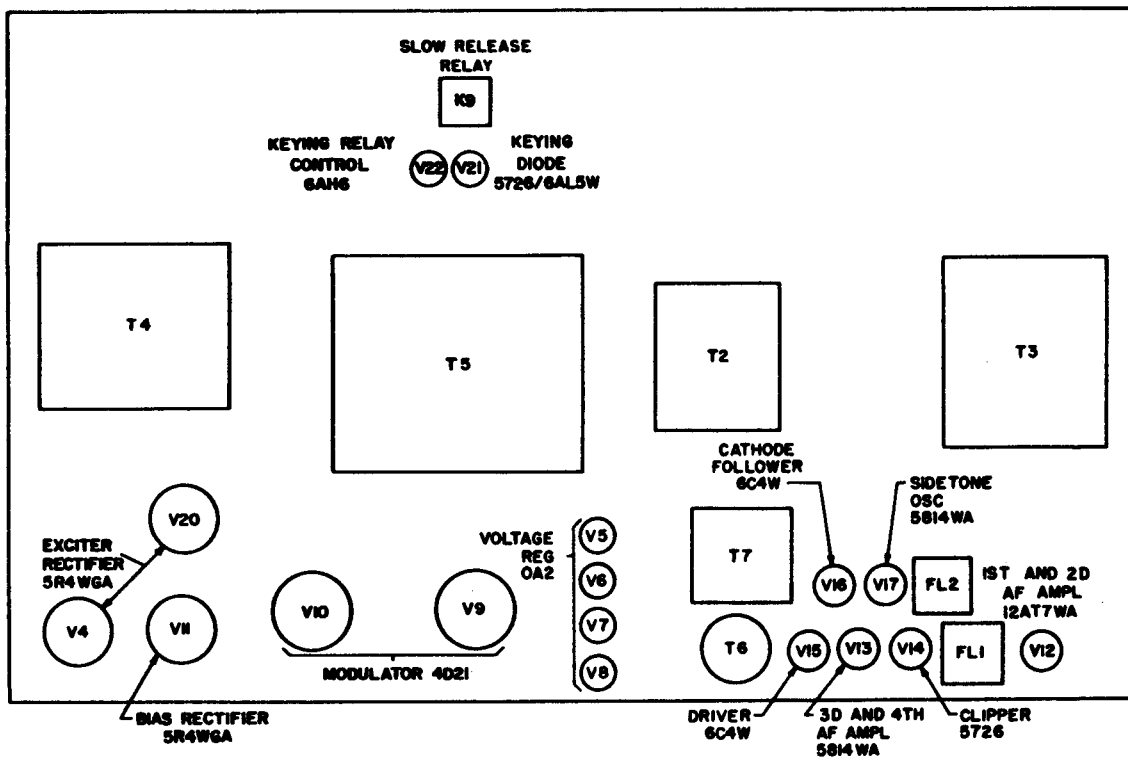 SLOW RELEASE
RELAY
K9
KEYING RELAY
CONTROL
6AH6
V22
V21
KEYING
DIODE
5726/6AL5W
T4
T5
T2
T3
CATHODE
FOLLOWER
6C4W
SIDETONE
OSC
5814WA
V20
EXCITER
RECTIFIER
5R4WGA
V4
V11
V10
V9
MODULATOR 4D21
VOLTAGE
REG
OA2
V5
V6
V7
V8
T7
V16
V17
FL2
1ST AND 2D
AF AMPL
12AT7WA
T6
V15
V13
V14
FL1
V12
BIAS RECTIFIER
5R4WGA
DRIVER
6C4W
3D AND 4TH
AF AMPL
5814WA
CLIPPER
5726